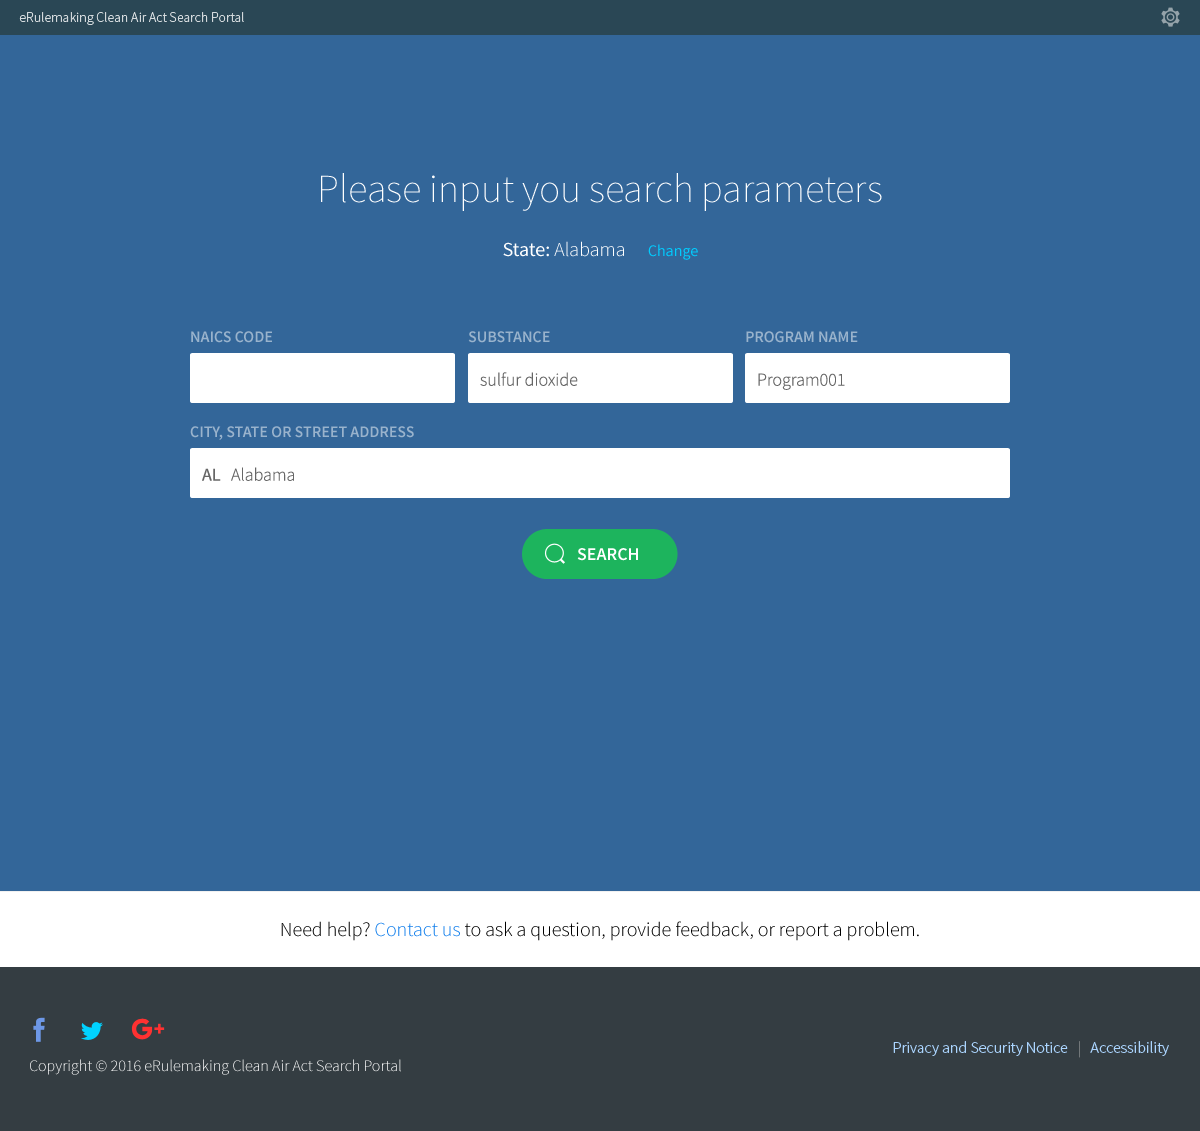 eRulemaking Clean Air Act Search Portal
Please input you search parameters
State: Alabama Change
NAICS CODE SUBSTANCE PROGRAM NAME
sulfur dioxide Program001
CITY, STATE OR STREET ADDRESS
AL Alabama
SEARCH
Need help? Contact us to ask a question, provide feedback, or report a problem.
f G+
Privacy and Security Notice | Accessibility
Copyright © 2016 eRulemaking Clean Air Act Search Portal